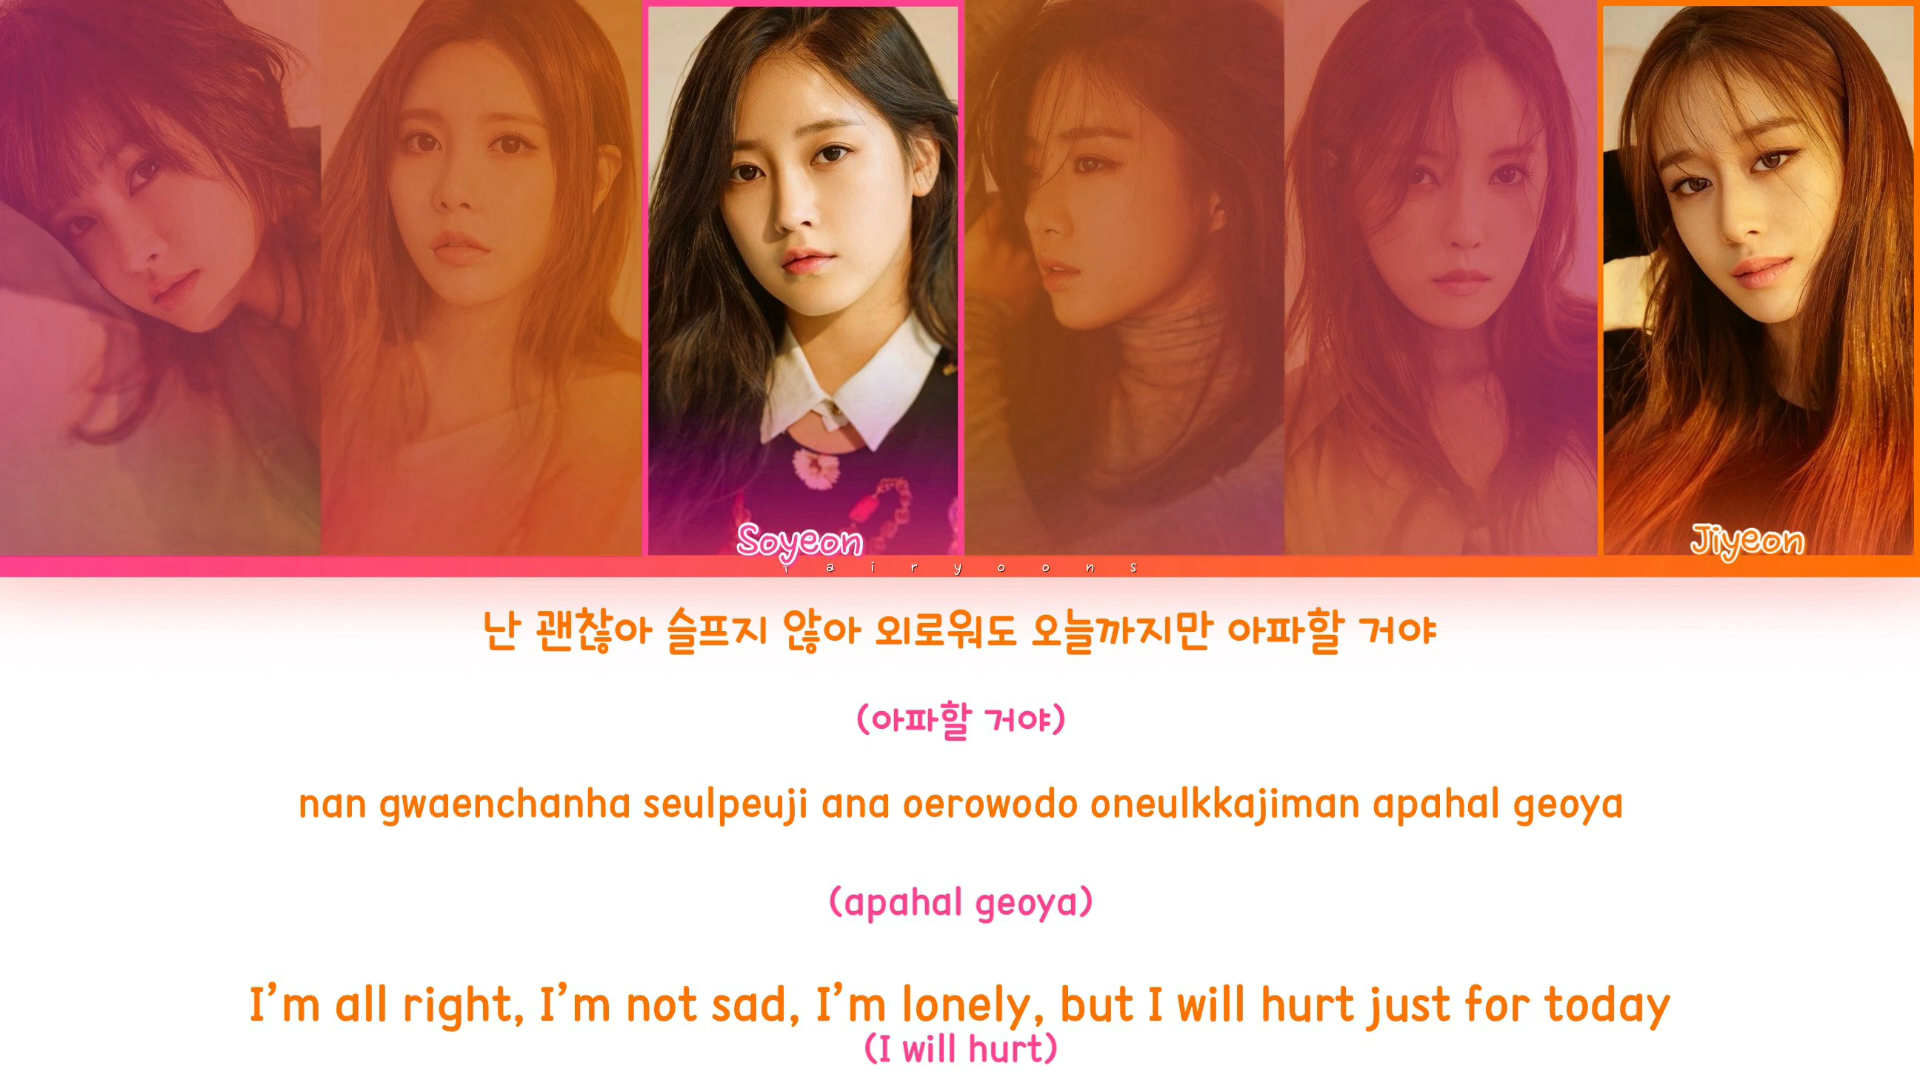 Soyeon
Jiyeon
a i r y o o n s
난 괜찮아 슬프지 않아 외로워도 오늘까지만 아파할 거야
(아파할 거야)
nan gwaenchanha seulpeuji ana oerowodo oneulkkajiman apahal geoya
(apahal geoya)
I'm all right, I'm not sad, I'm lonely, but I will hurt just for today
(I will hurt)